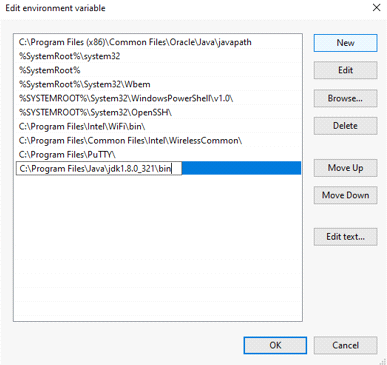 Edit environment variable
C:\Program Files (x86)\Common Files\Oracle\Java\javapath
%SystemRoot%\system32
%SystemRoot%
%SystemRoot%\System32\Wbem
%SYSTEMROOT%\System32\WindowsPowerShell\v1.0\
%SYSTEMROOT%\System32\OpenSSH\
C:\Program Files\Intel\WiFi\bin\
C:\Program Files\Common Files\Intel\WirelessCommon\
C:\Program Files\PuTTY\
C:\Program Files\Java\jdk1.8.0_321\bin
New
Edit
Browse...
Delete
Move Up
Move Down
Edit text...
OK
Cancel